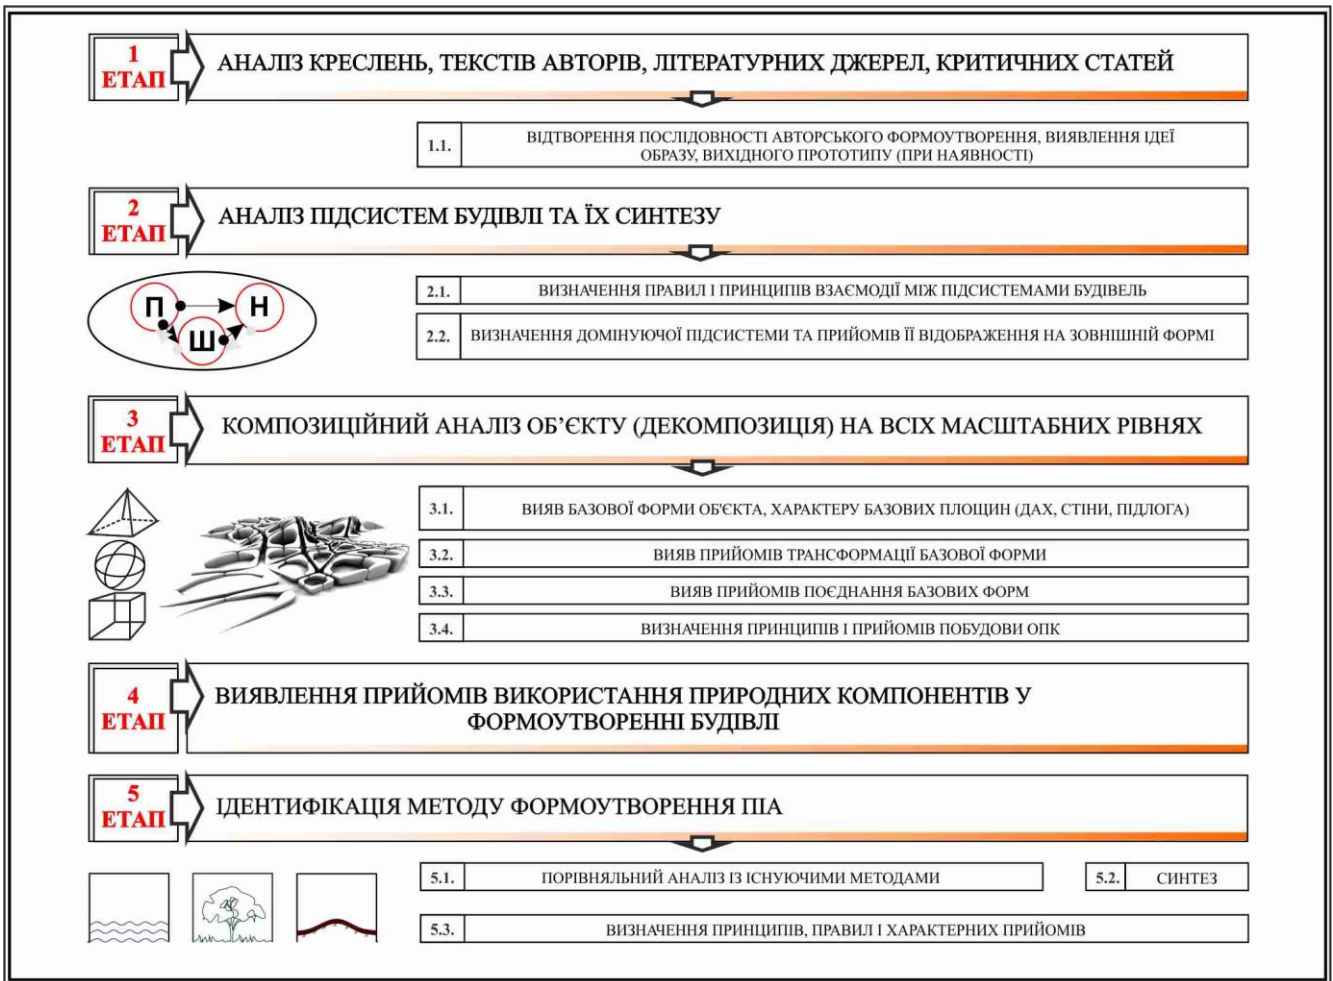 1
ЕТАП
АНАЛІЗ КРЕСЛЕНЬ, ТЕКСТІВ АВТОРІВ, ЛІТЕРАТУРНИХ ДЖЕРЕЛ, КРИТИЧНИХ СТАТЕЙ
1.1.
ВІДТВОРЕННЯ ПОСЛІДОВНОСТІ АВТОРСЬКОГО ФОРМОУТВОРЕННЯ, ВИЯВЛЕННЯ ІДЕЇ
ОБРАЗУ, ВИХІДНОГО ПРОТОТИПУ (ПРИ НАЯВНОСТІ)
2
ЕТАП
АНАЛІЗ ПІДСИСТЕМ БУДІВЛІ ТА ЇХ СИНТЕЗУ
П
Н
Ш
2.1.
ВИЗНАЧЕННЯ ПРАВИЛ І ПРИНЦИПІВ ВЗАЄМОДІЇ МІЖ ПІДСИСТЕМАМИ БУДІВЕЛЬ
2.2.
ВИЗНАЧЕННЯ ДОМІНУЮЧОЇ ПІДСИСТЕМИ ТА ПРИЙОМІВ ЇЇ ВІДОБРАЖЕННЯ НА ЗОВНІШНІЙ ФОРМІ
3
ЕТАП
КОМПОЗИЦІЙНИЙ АНАЛІЗ ОБ’ЄКТУ (ДЕКОМПОЗИЦІЯ) НА ВСІХ МАСШТАБНИХ РІВНЯХ
3.1.
ВИЯВ БАЗОВОЇ ФОРМИ ОБ'ЄКТА, ХАРАКТЕРУ БАЗОВИХ ПЛОЩИН (ДАХ, СТІНИ, ПІДЛОГА)
3.2.
ВИЯВ ПРИЙОМІВ ТРАНСФОРМАЦІЇ БАЗОВОЇ ФОРМИ
3.3.
ВИЯВ ПРИЙОМІВ ПОЄДНАННЯ БАЗОВИХ ФОРМ
3.4.
ВИЗНАЧЕННЯ ПРИНЦИПІВ І ПРИЙОМІВ ПОБУДОВИ ОПК
4
ЕТАП
ВИЯВЛЕННЯ ПРИЙОМІВ ВИКОРИСТАННЯ ПРИРОДНИХ КОМПОНЕНТІВ У
ФОРМОУТВОРЕННІ БУДІВЛІ
5
ЕТАП
ІДЕНТИФІКАЦІЯ МЕТОДУ ФОРМОУТВОРЕННЯ ПІА
5.1.
ПОРІВНЯЛЬНИЙ АНАЛІЗ ІЗ ІСНУЮЧИМИ МЕТОДАМИ
5.2.
СИНТЕЗ
5.3.
ВИЗНАЧЕННЯ ПРИНЦИПІВ, ПРАВИЛ І ХАРАКТЕРНИХ ПРИЙОМІВ